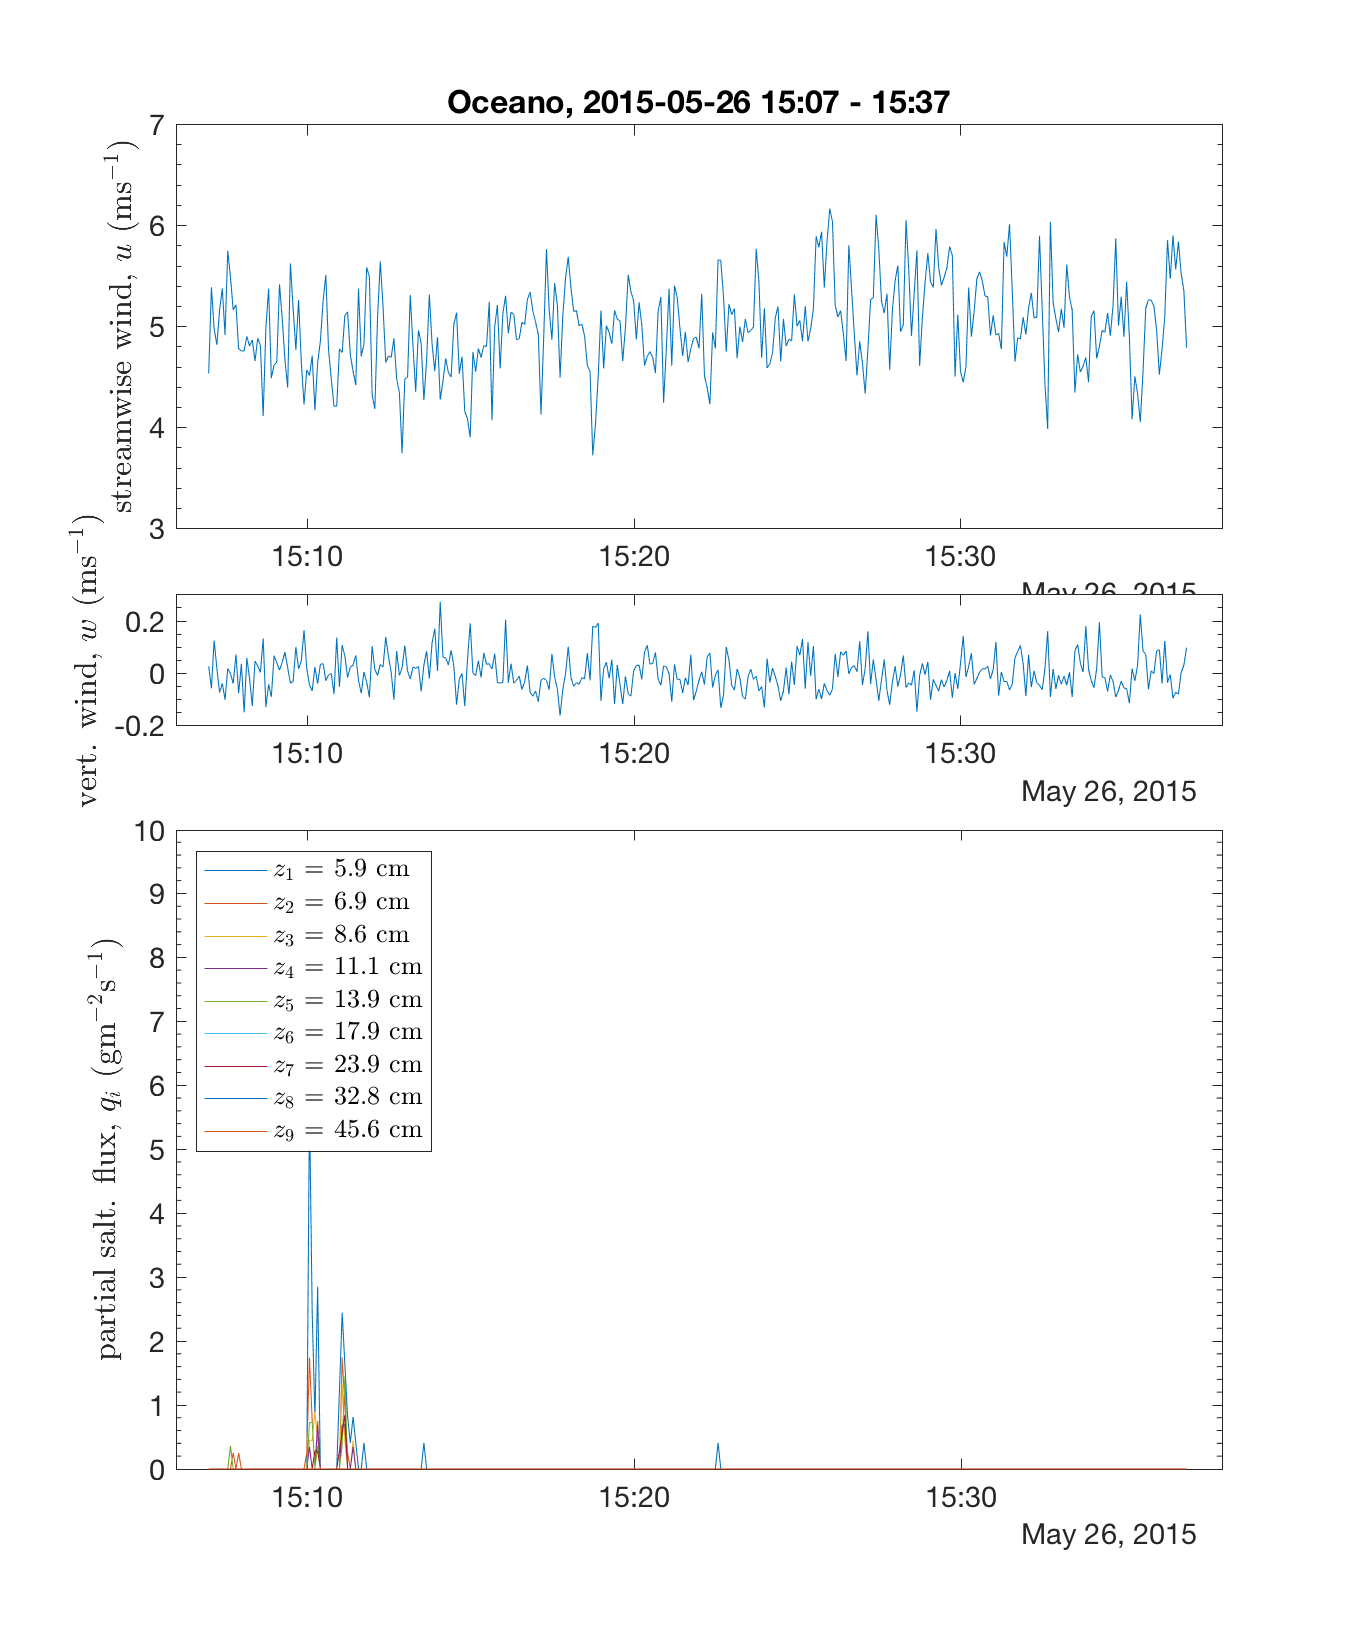 Oceano, 2015-05-26 15:07 - 15:37
streamwise wind, u (ms⁻¹)
7
6
5
4
3
15:10 15:20 15:30
May 26, 2015
vert. wind, w (ms⁻¹)
0.2
0
-0.2
15:10 15:20 15:30
May 26, 2015
partial salt. flux, qᵢ (gm⁻²s⁻¹)
10
9
8
7
6
5
4
3
2
1
0
z₁ = 5.9 cm
z₂ = 6.9 cm
z₃ = 8.6 cm
z₄ = 11.1 cm
z₅ = 13.9 cm
z₆ = 17.9 cm
z₇ = 23.9 cm
z₈ = 32.8 cm
z₉ = 45.6 cm
15:10 15:20 15:30
May 26, 2015